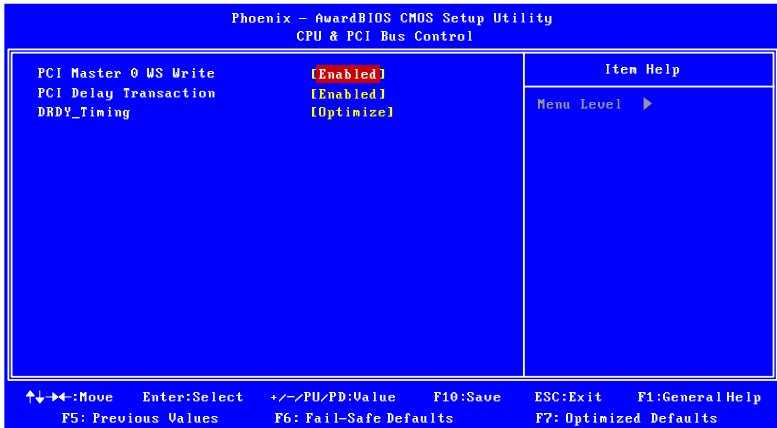 Phoenix – AwardBIOS CMOS Setup Utility
CPU & PCI Bus Control
PCI Master 0 WS Write [Enabled]
PCI Delay Transaction [Enabled]
DRDY_Timing [Optimize]
Item Help
Menu Level ▶
↑↓→←:Move Enter:Select +/-/PU/PD:Value F10:Save ESC:Exit F1:General Help
F5: Previous Values F6: Fail-Safe Defaults F7: Optimized Defaults